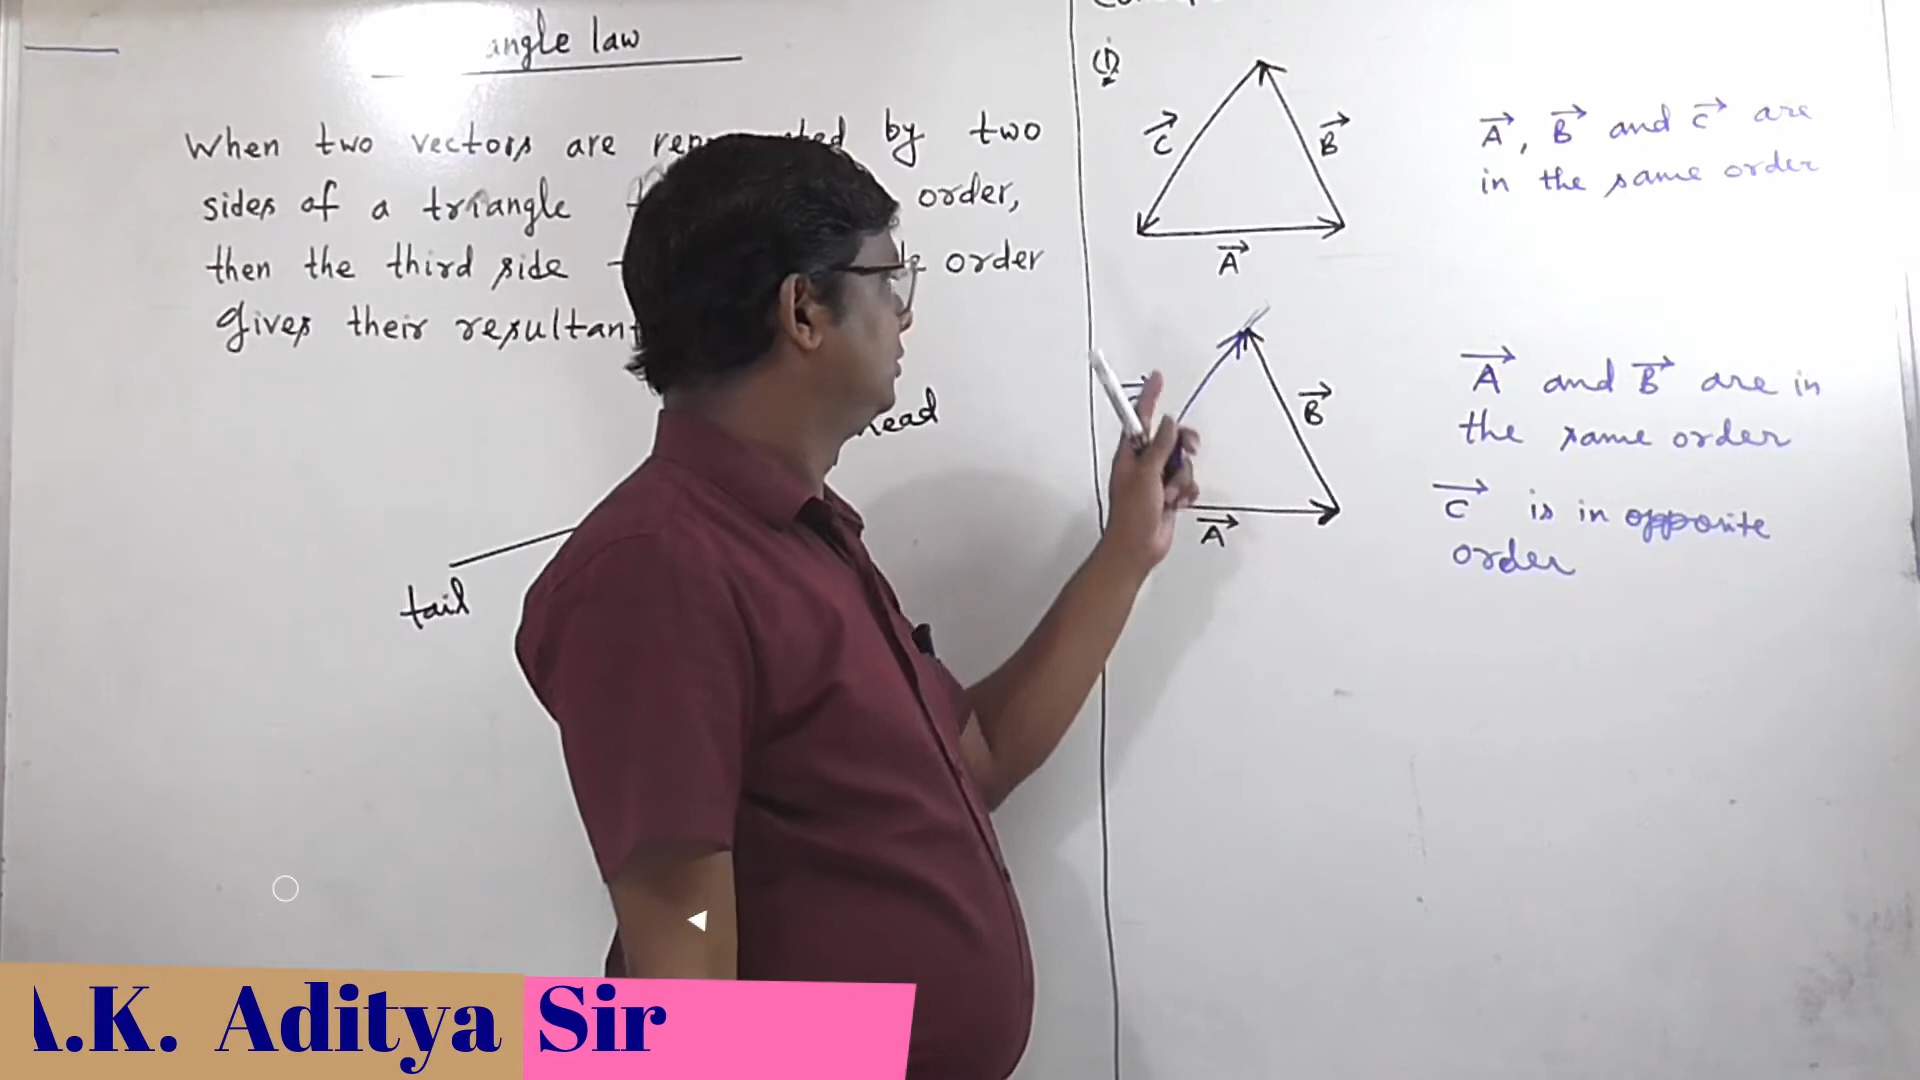 angle law
When two vectors are by two
sides of a triangle order,
then the third side order
gives their resultant
head
tail
(1)
C
B
A
A, B and C are
in the same order
B
A
A and B are in
the same order
C is in opposite
order
A.K. Aditya Sir